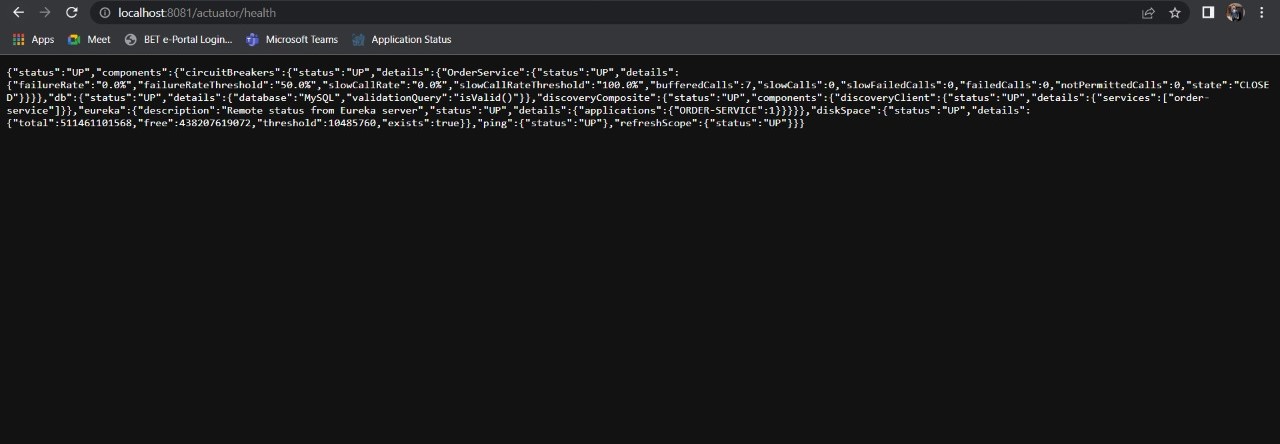 localhost:8081/actuator/health
Apps Meet BET e-Portal Login... Microsoft Teams Application Status
{"status":"UP","components":{"circuitBreakers":{"status":"UP","details":{"OrderService":{"status":"UP","details":
{"failureRate":"0.0%","failureRateThreshold":"50.0%","slowCallRate":"0.0%","slowCallRateThreshold":"100.0%","bufferedCalls":7,"slowCalls":0,"slowFailedCalls":0,"failedCalls":0,"notPermittedCalls":0,"state":"CLOSE
D"}}}},"db":{"status":"UP","details":{"database":"MySQL","validationQuery":"isValid()"}},"discoveryComposite":{"status":"UP","components":{"discoveryClient":{"status":"UP","details":{"services":["order-
service"]}},"eureka":{"description":"Remote status from Eureka server","status":"UP","details":{"applications":{"ORDER-SERVICE":1}}}}},"diskSpace":{"status":"UP","details":
{"total":511461101568,"free":438207619072,"threshold":10485760,"exists":true}},"ping":{"status":"UP"},"refreshScope":{"status":"UP"}}}